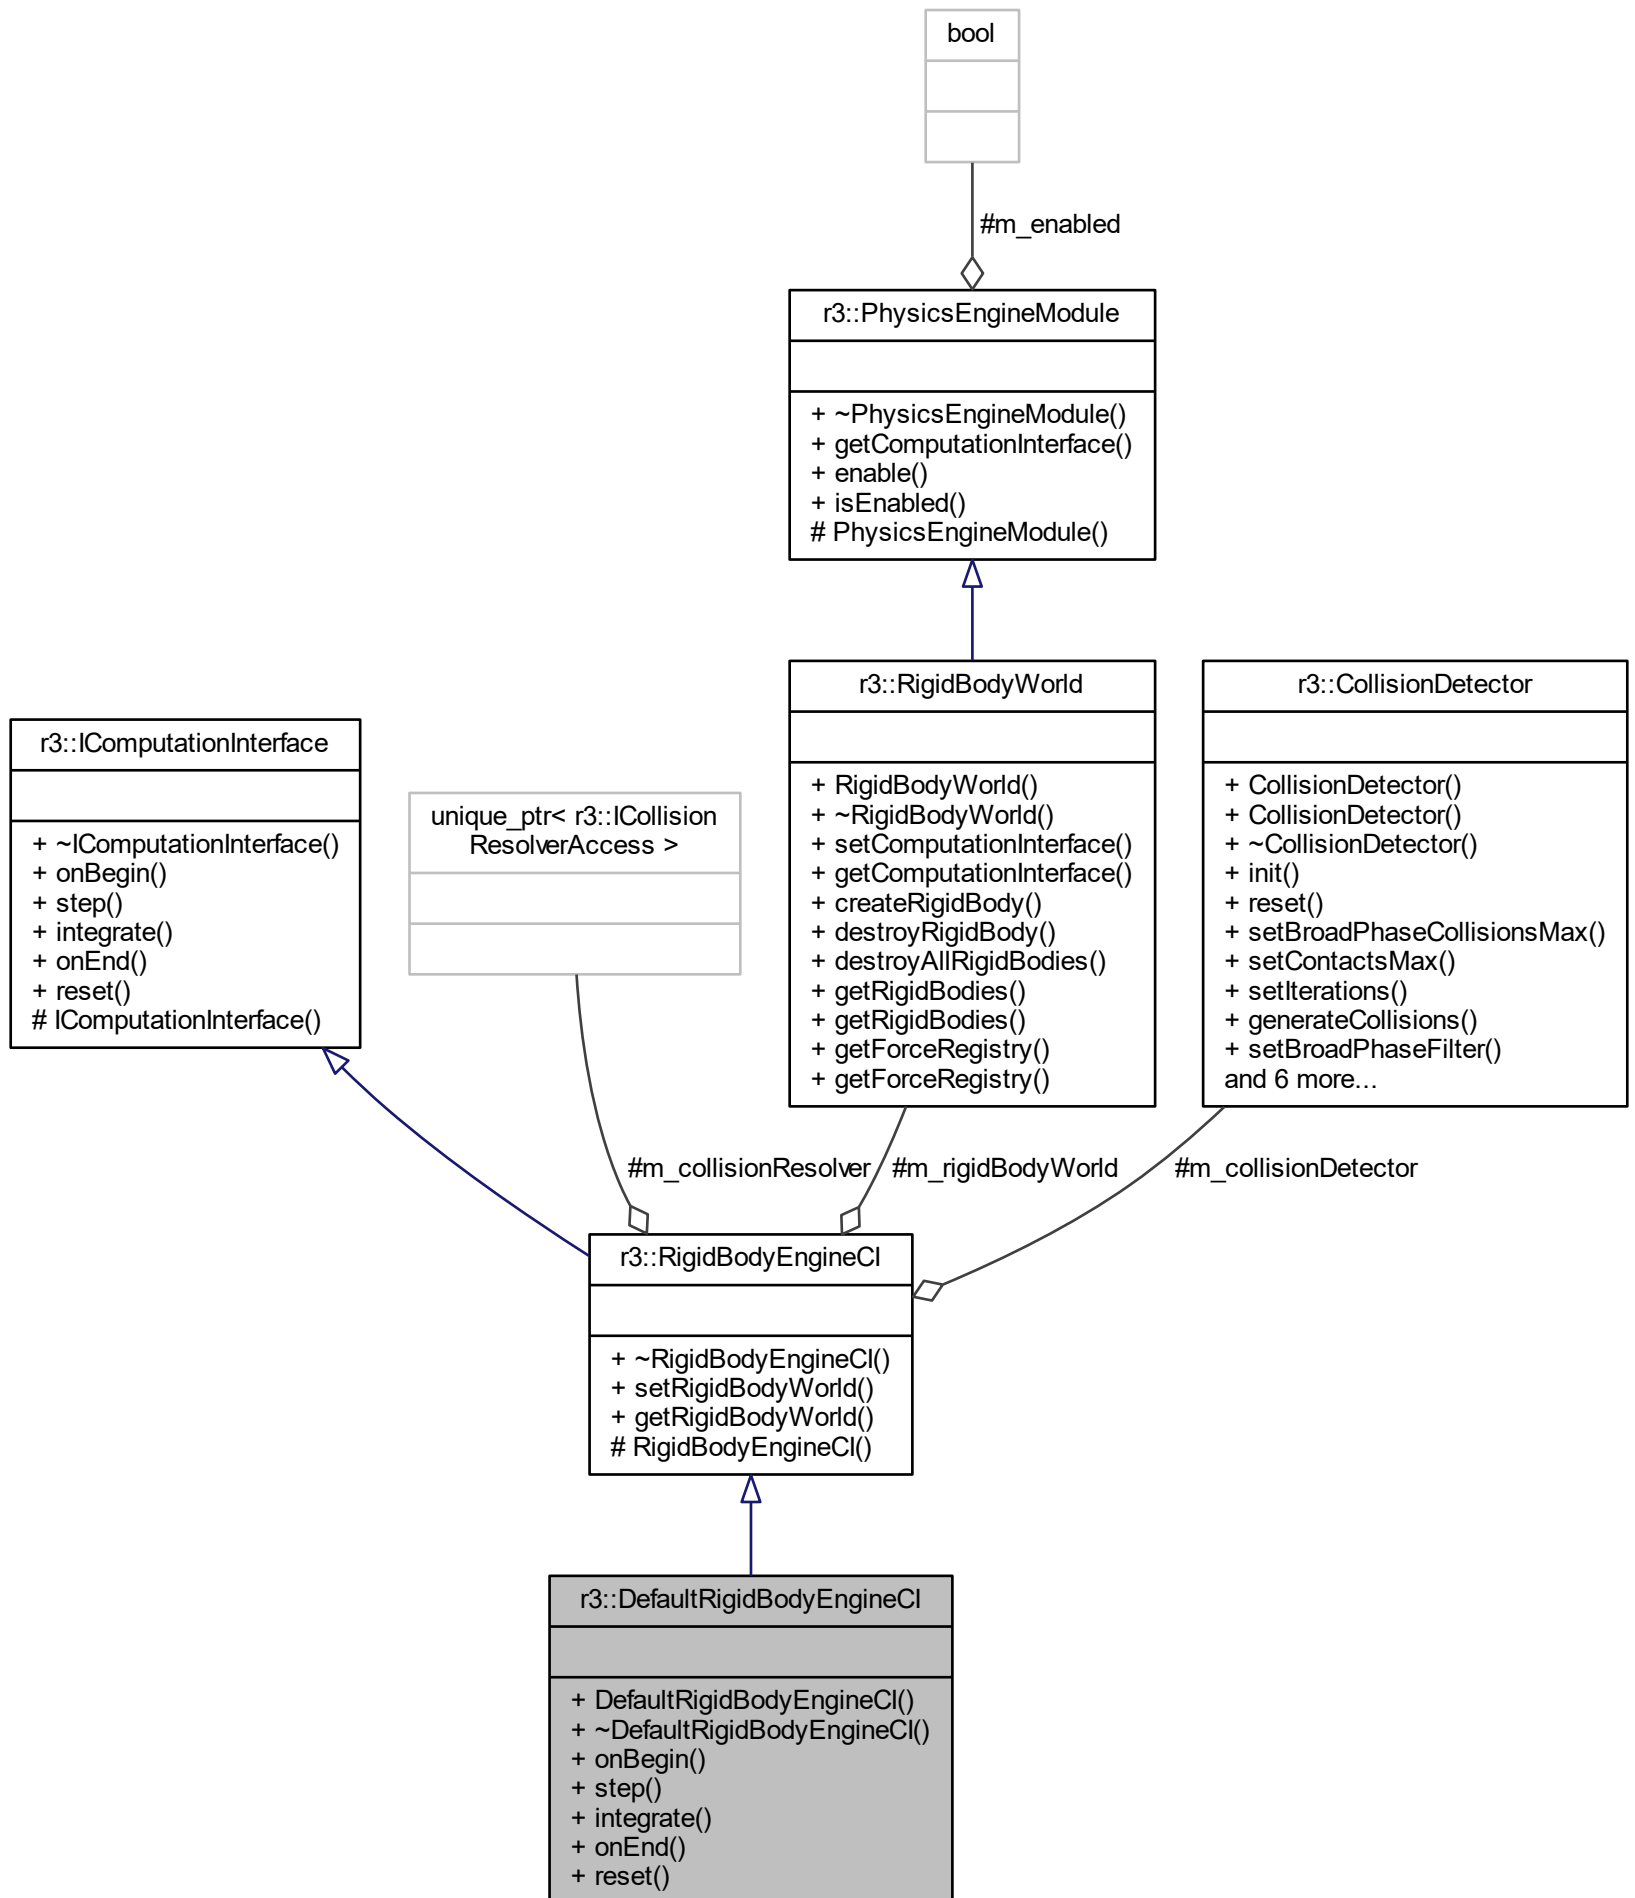 bool
#m_enabled
r3::PhysicsEngineModule
+ ~PhysicsEngineModule()
+ getComputationInterface()
+ enable()
+ isEnabled()
# PhysicsEngineModule()
r3::IComputationInterface
+ ~IComputationInterface()
+ onBegin()
+ step()
+ integrate()
+ onEnd()
+ reset()
# IComputationInterface()
unique_ptr< r3::ICollision
ResolverAccess >
r3::RigidBodyWorld
+ RigidBodyWorld()
+ ~RigidBodyWorld()
+ setComputationInterface()
+ getComputationInterface()
+ createRigidBody()
+ destroyRigidBody()
+ destroyAllRigidBodies()
+ getRigidBodies()
+ getRigidBodies()
+ getForceRegistry()
+ getForceRegistry()
r3::CollisionDetector
+ CollisionDetector()
+ CollisionDetector()
+ ~CollisionDetector()
+ init()
+ reset()
+ setBroadPhaseCollisionsMax()
+ setContactsMax()
+ setIterations()
+ generateCollisions()
+ setBroadPhaseFilter()
and 6 more...
#m_collisionResolver
#m_rigidBodyWorld
#m_collisionDetector
r3::RigidBodyEngineCI
+ ~RigidBodyEngineCI()
+ setRigidBodyWorld()
+ getRigidBodyWorld()
# RigidBodyEngineCI()
r3::DefaultRigidBodyEngineCI
+ DefaultRigidBodyEngineCI()
+ ~DefaultRigidBodyEngineCI()
+ onBegin()
+ step()
+ integrate()
+ onEnd()
+ reset()